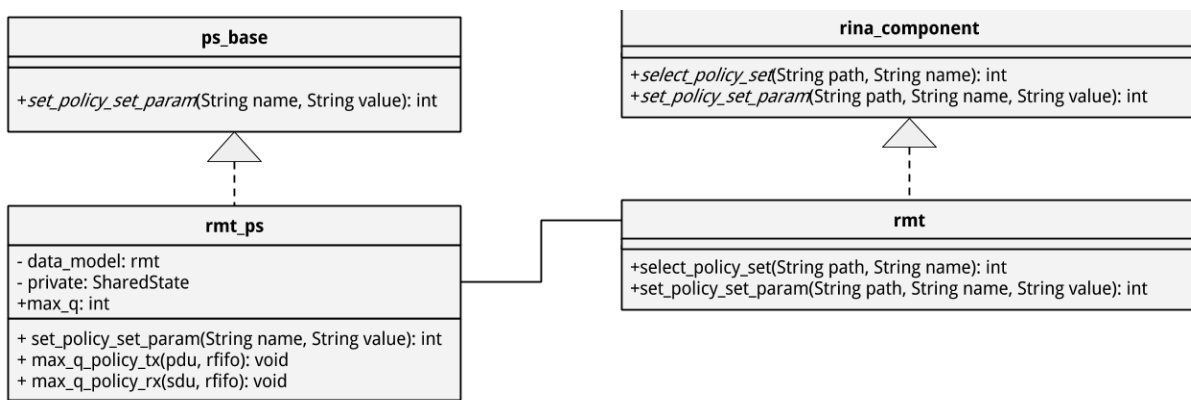 ps_base
+set_policy_set_param(String name, String value): int
rina_component
+select_policy_set(String path, String name): int
+set_policy_set_param(String path, String name, String value): int
rmt_ps
- data_model: rmt
- private: SharedState
+max_q: int
+ set_policy_set_param(String name, String value): int
+ max_q_policy_tx(pdu, rfifo): void
+ max_q_policy_rx(sdu, rfifo): void
rmt
+select_policy_set(String path, String name): int
+set_policy_set_param(String path, String name, String value): int